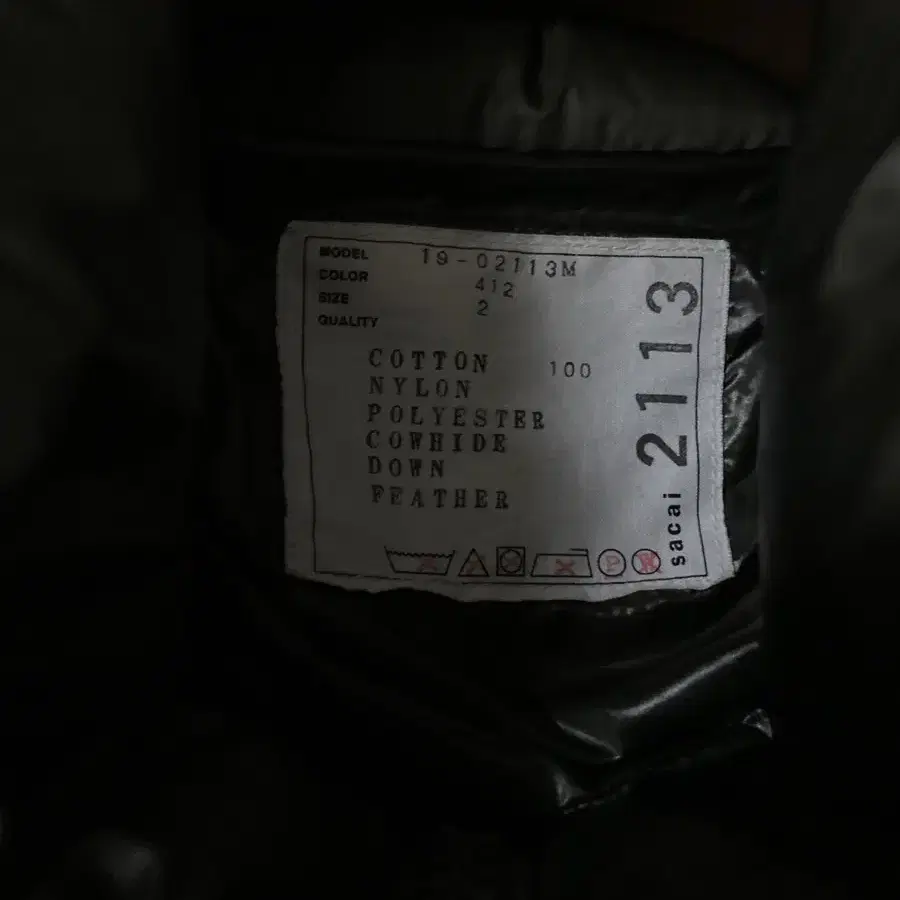 MODEL 19-02113M
COLOR 412
SIZE 2
QUALITY
COTTON 100
NYLON
POLYESTER
COWHIDE
DOWN
FEATHER
P
sacai 2113